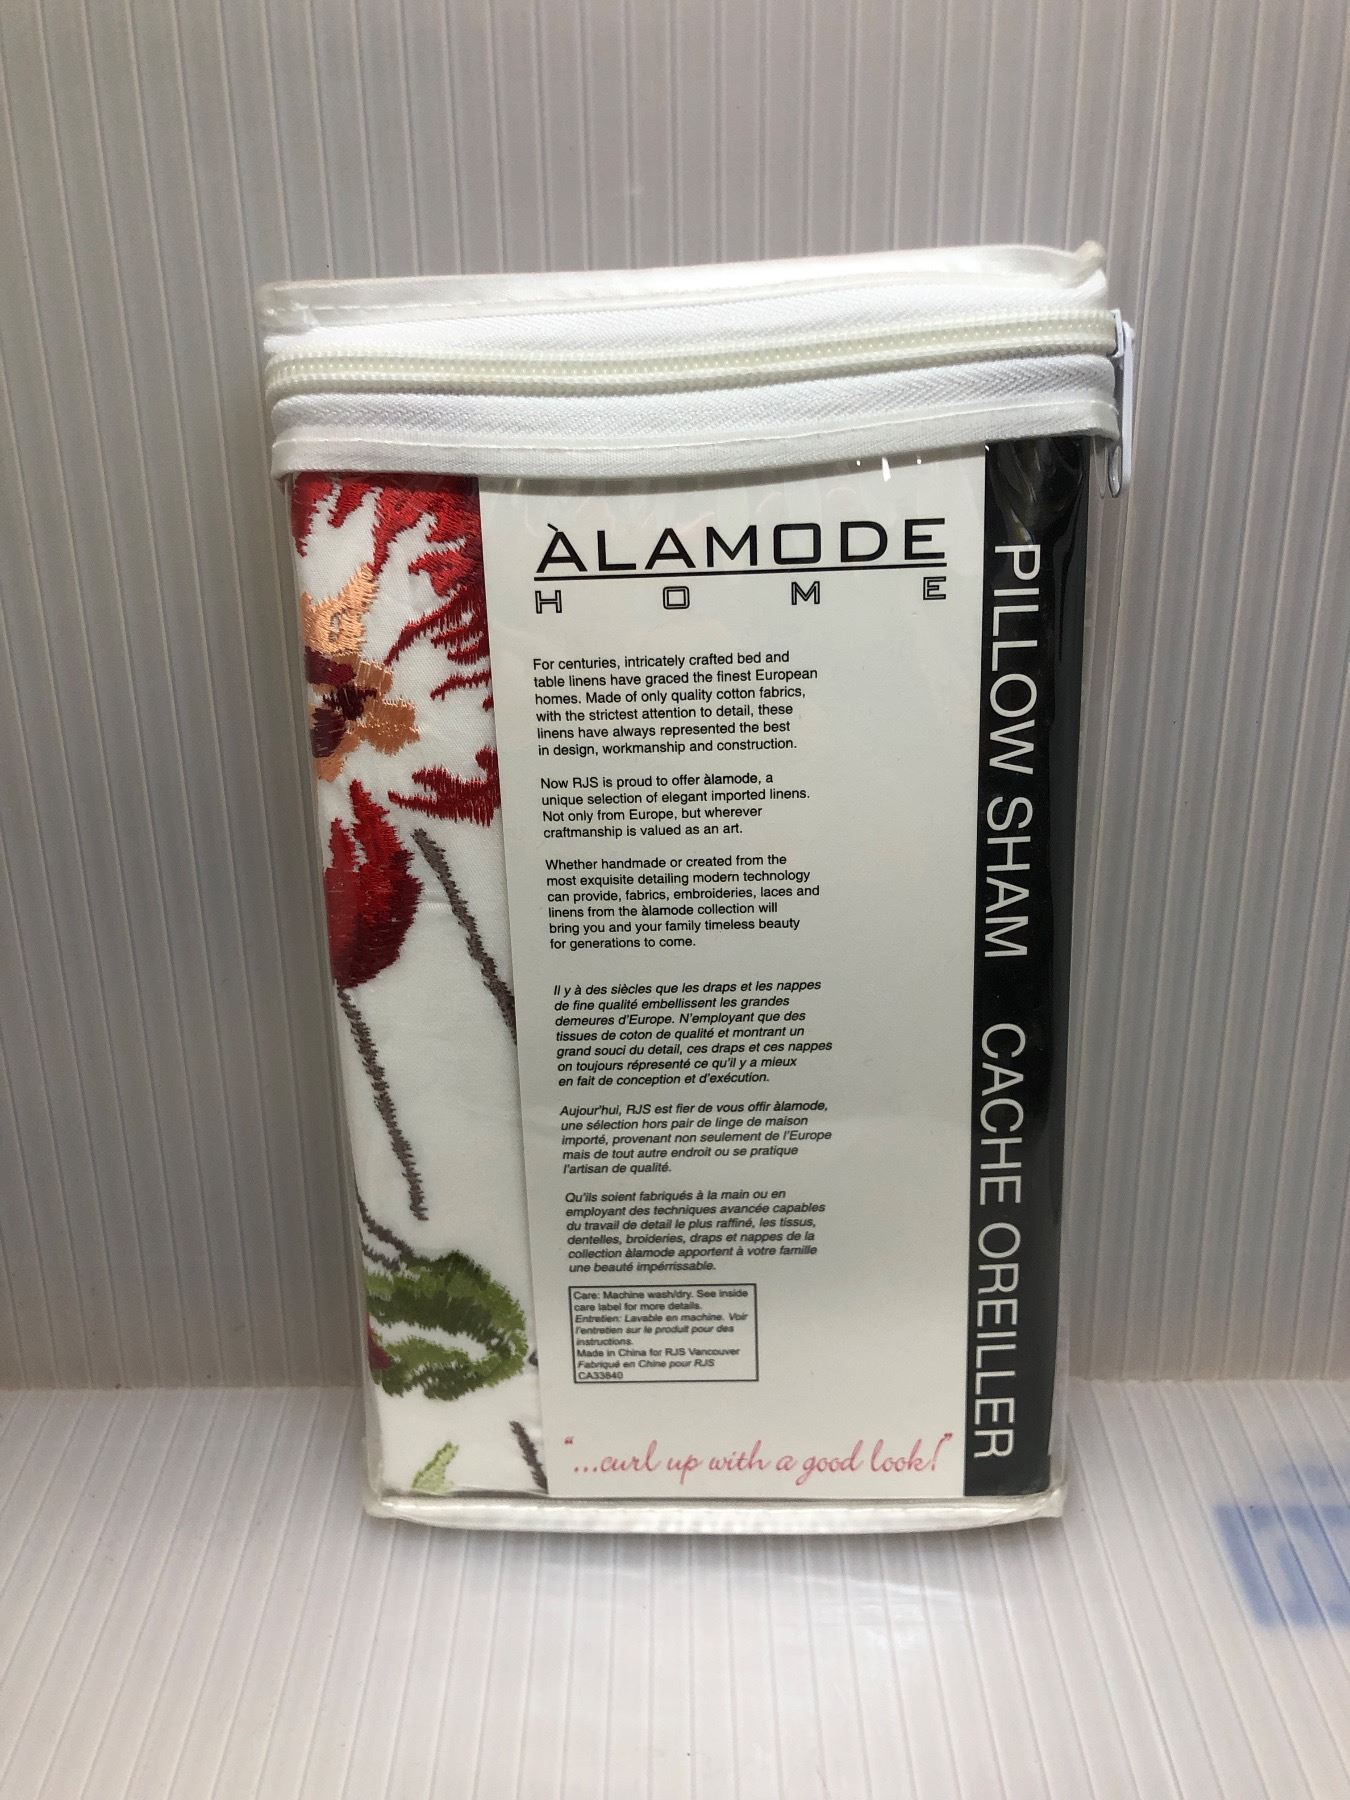 ÀLAMODE
HOME
For centuries, intricately crafted bed and
table linens have graced the finest European
homes. Made of only quality cotton fabrics,
with the strictest attention to detail, these
linens have always represented the best
in design, workmanship and construction.
Now RJS is proud to offer àlamode, a
unique selection of elegant imported linens.
Not only from Europe, but wherever
craftmanship is valued as an art.
Whether handmade or created from the
most exquisite detailing modern technology
can provide, fabrics, embroideries, laces and
linens from the àlamode collection will
bring you and your family timeless beauty
for generations to come.
Il y à des siècles que les draps et les nappes
de fine qualité embellissent les grandes
demeures d'Europe. N'employant que des
tissues de coton de qualité et montrant un
grand souci du detail, ces draps et ces nappes
on toujours répresenté ce qu'il y a mieux
en fait de conception et d'exécution.
Aujour'hui, RJS est fier de vous offir àlamode,
une sélection hors pair de linge de maison
importé, provenant non seulement de l'Europe
mais de tout autre endroit ou se pratique
l'artisan de qualité.
Qu'ils soient fabriqués à la main ou en
employant des techniques avancée capables
du travail de detail le plus raffiné, les tissus,
dentelles, broideries, draps et nappes de la
collection àlamode apportent à votre famille
une beauté impérrissable.
Care: Machine wash/dry. See inside
care label for more details.
Entretien: Lavable en machine. Voir
l'entretien sur le produit pour des
instructions.
Made in China for RJS Vancouver
Fabriqué en Chine pour RJS
CA33840
"...curl up with a good look!"
PILLOW SHAM CACHE OREILLER